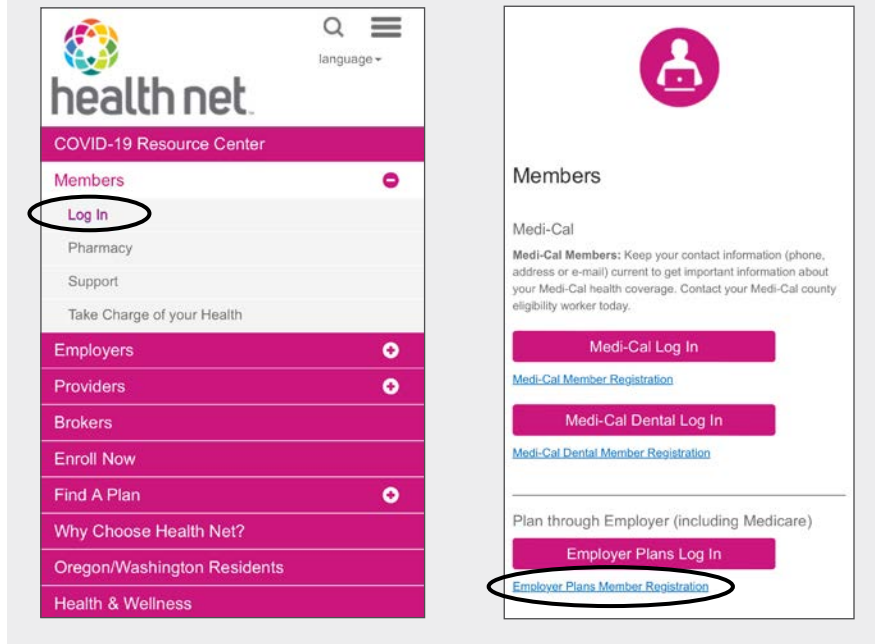 language
health net
COVID-19 Resource Center
Members
Log In
Pharmacy
Support
Take Charge of your Health
Employers
Providers
Brokers
Enroll Now
Find A Plan
Why Choose Health Net?
Oregon/Washington Residents
Health & Wellness
Members
Medi-Cal
Medi-Cal Members: Keep your contact information (phone,
address or e-mail) current to get important information about
your Medi-Cal health coverage. Contact your Medi-Cal county
eligibility worker today.
Medi-Cal Log In
Medi-Cal Member Registration
Medi-Cal Dental Log In
Medi-Cal Dental Member Registration
Plan through Employer (including Medicare)
Employer Plans Log In
Employer Plans Member Registration